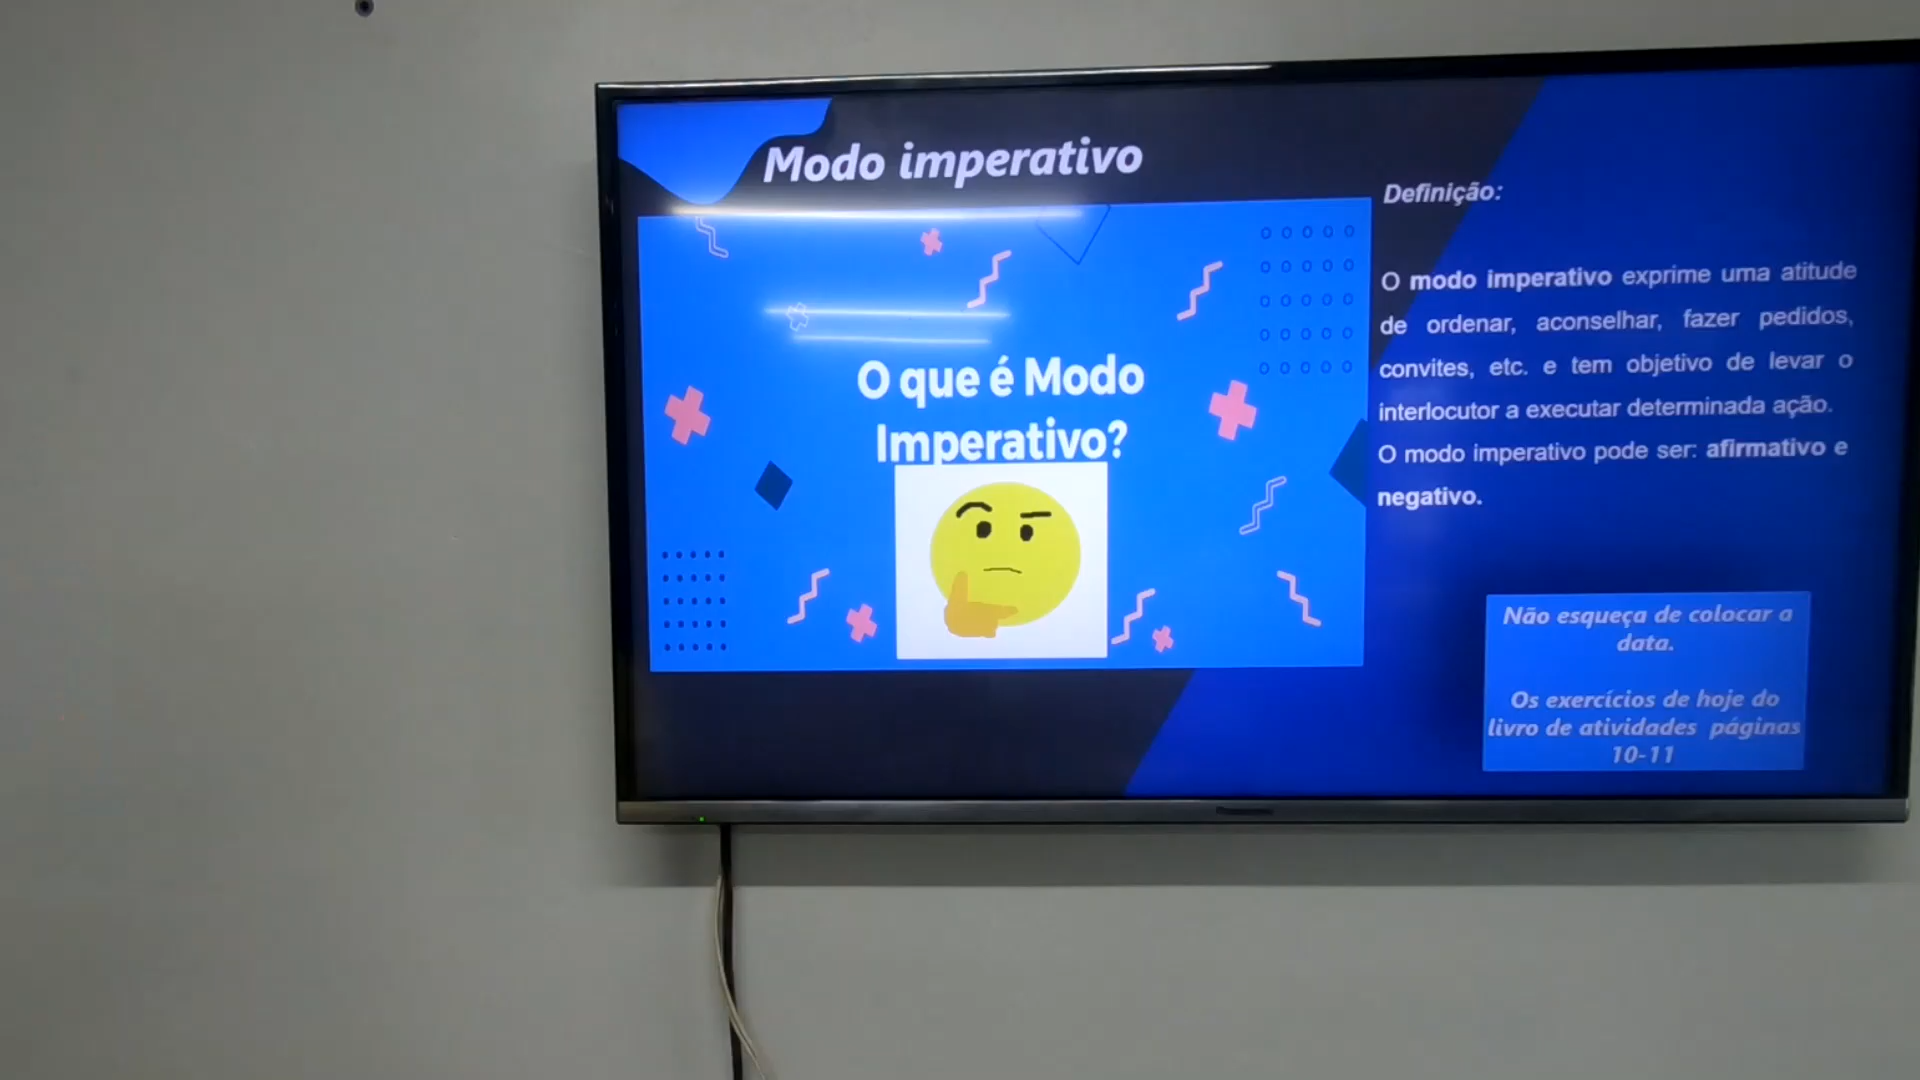 Modo imperativo
O que é Modo
Imperativo?
Definição:
O modo imperativo exprime uma atitude
de ordenar, aconselhar, fazer pedidos,
convites, etc. e tem objetivo de levar o
interlocutor a executar determinada ação.
O modo imperativo pode ser: afirmativo e
negativo.
Não esqueça de colocar a
data.
Os exercícios de hoje do
livro de atividades páginas
10-11